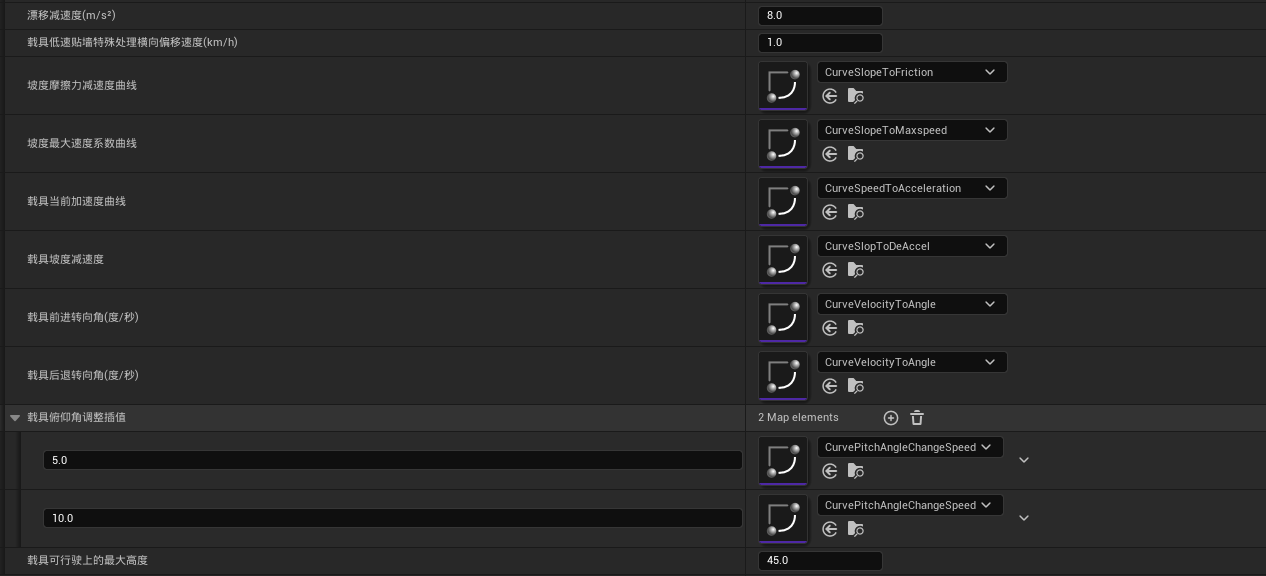 漂移减速度(m/s²)
8.0
载具低速贴墙特殊处理横向偏移速度(km/h)
1.0
坡度摩擦力减速度曲线
CurveSlopeToFriction
坡度最大速度系数曲线
CurveSlopeToMaxspeed
载具当前加速度曲线
CurveSpeedToAcceleration
载具坡度减速度
CurveSlopToDeAccel
载具前进转向角(度/秒)
CurveVelocityToAngle
载具后退转向角(度/秒)
CurveVelocityToAngle
载具俯仰角调整插值
2 Map elements
5.0
CurvePitchAngleChangeSpeed
10.0
CurvePitchAngleChangeSpeed
载具可行驶上的最大高度
45.0